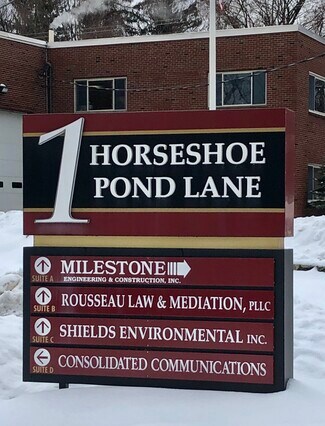 1 HORSESHOE
POND LANE
SUITE A
MILESTONE
ENGINEERING & CONSTRUCTION, INC.
SUITE B
ROUSSEAU LAW & MEDIATION, PLLC
SUITE C
SHIELDS ENVIRONMENTAL INC.
SUITE D
CONSOLIDATED COMMUNICATIONS